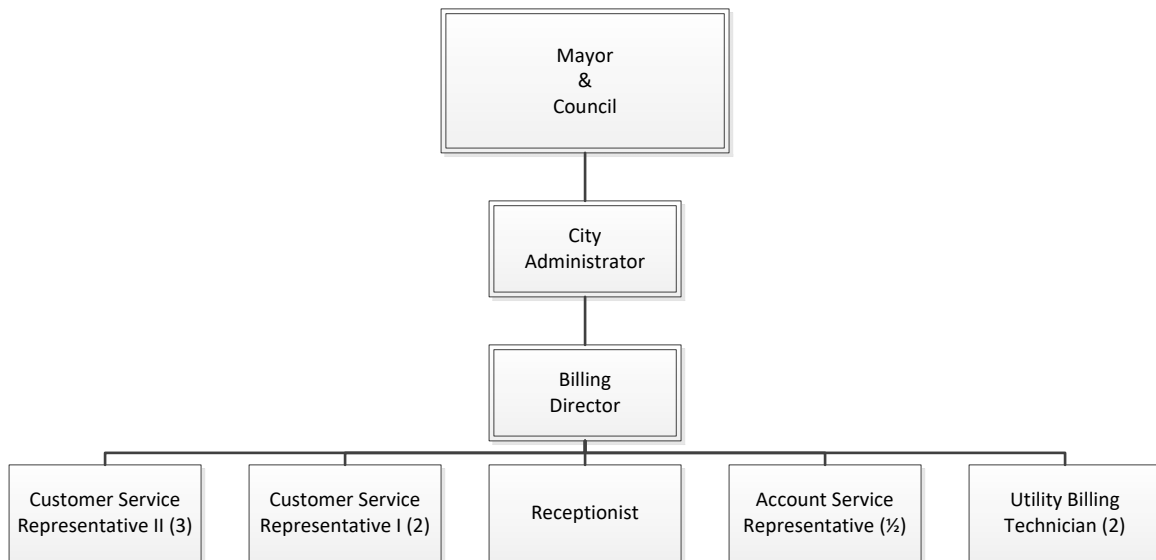 Mayor
&
Council
City
Administrator
Billing
Director
Customer Service
Representative II (3)
Customer Service
Representative I (2)
Receptionist
Account Service
Representative (½)
Utility Billing
Technician (2)